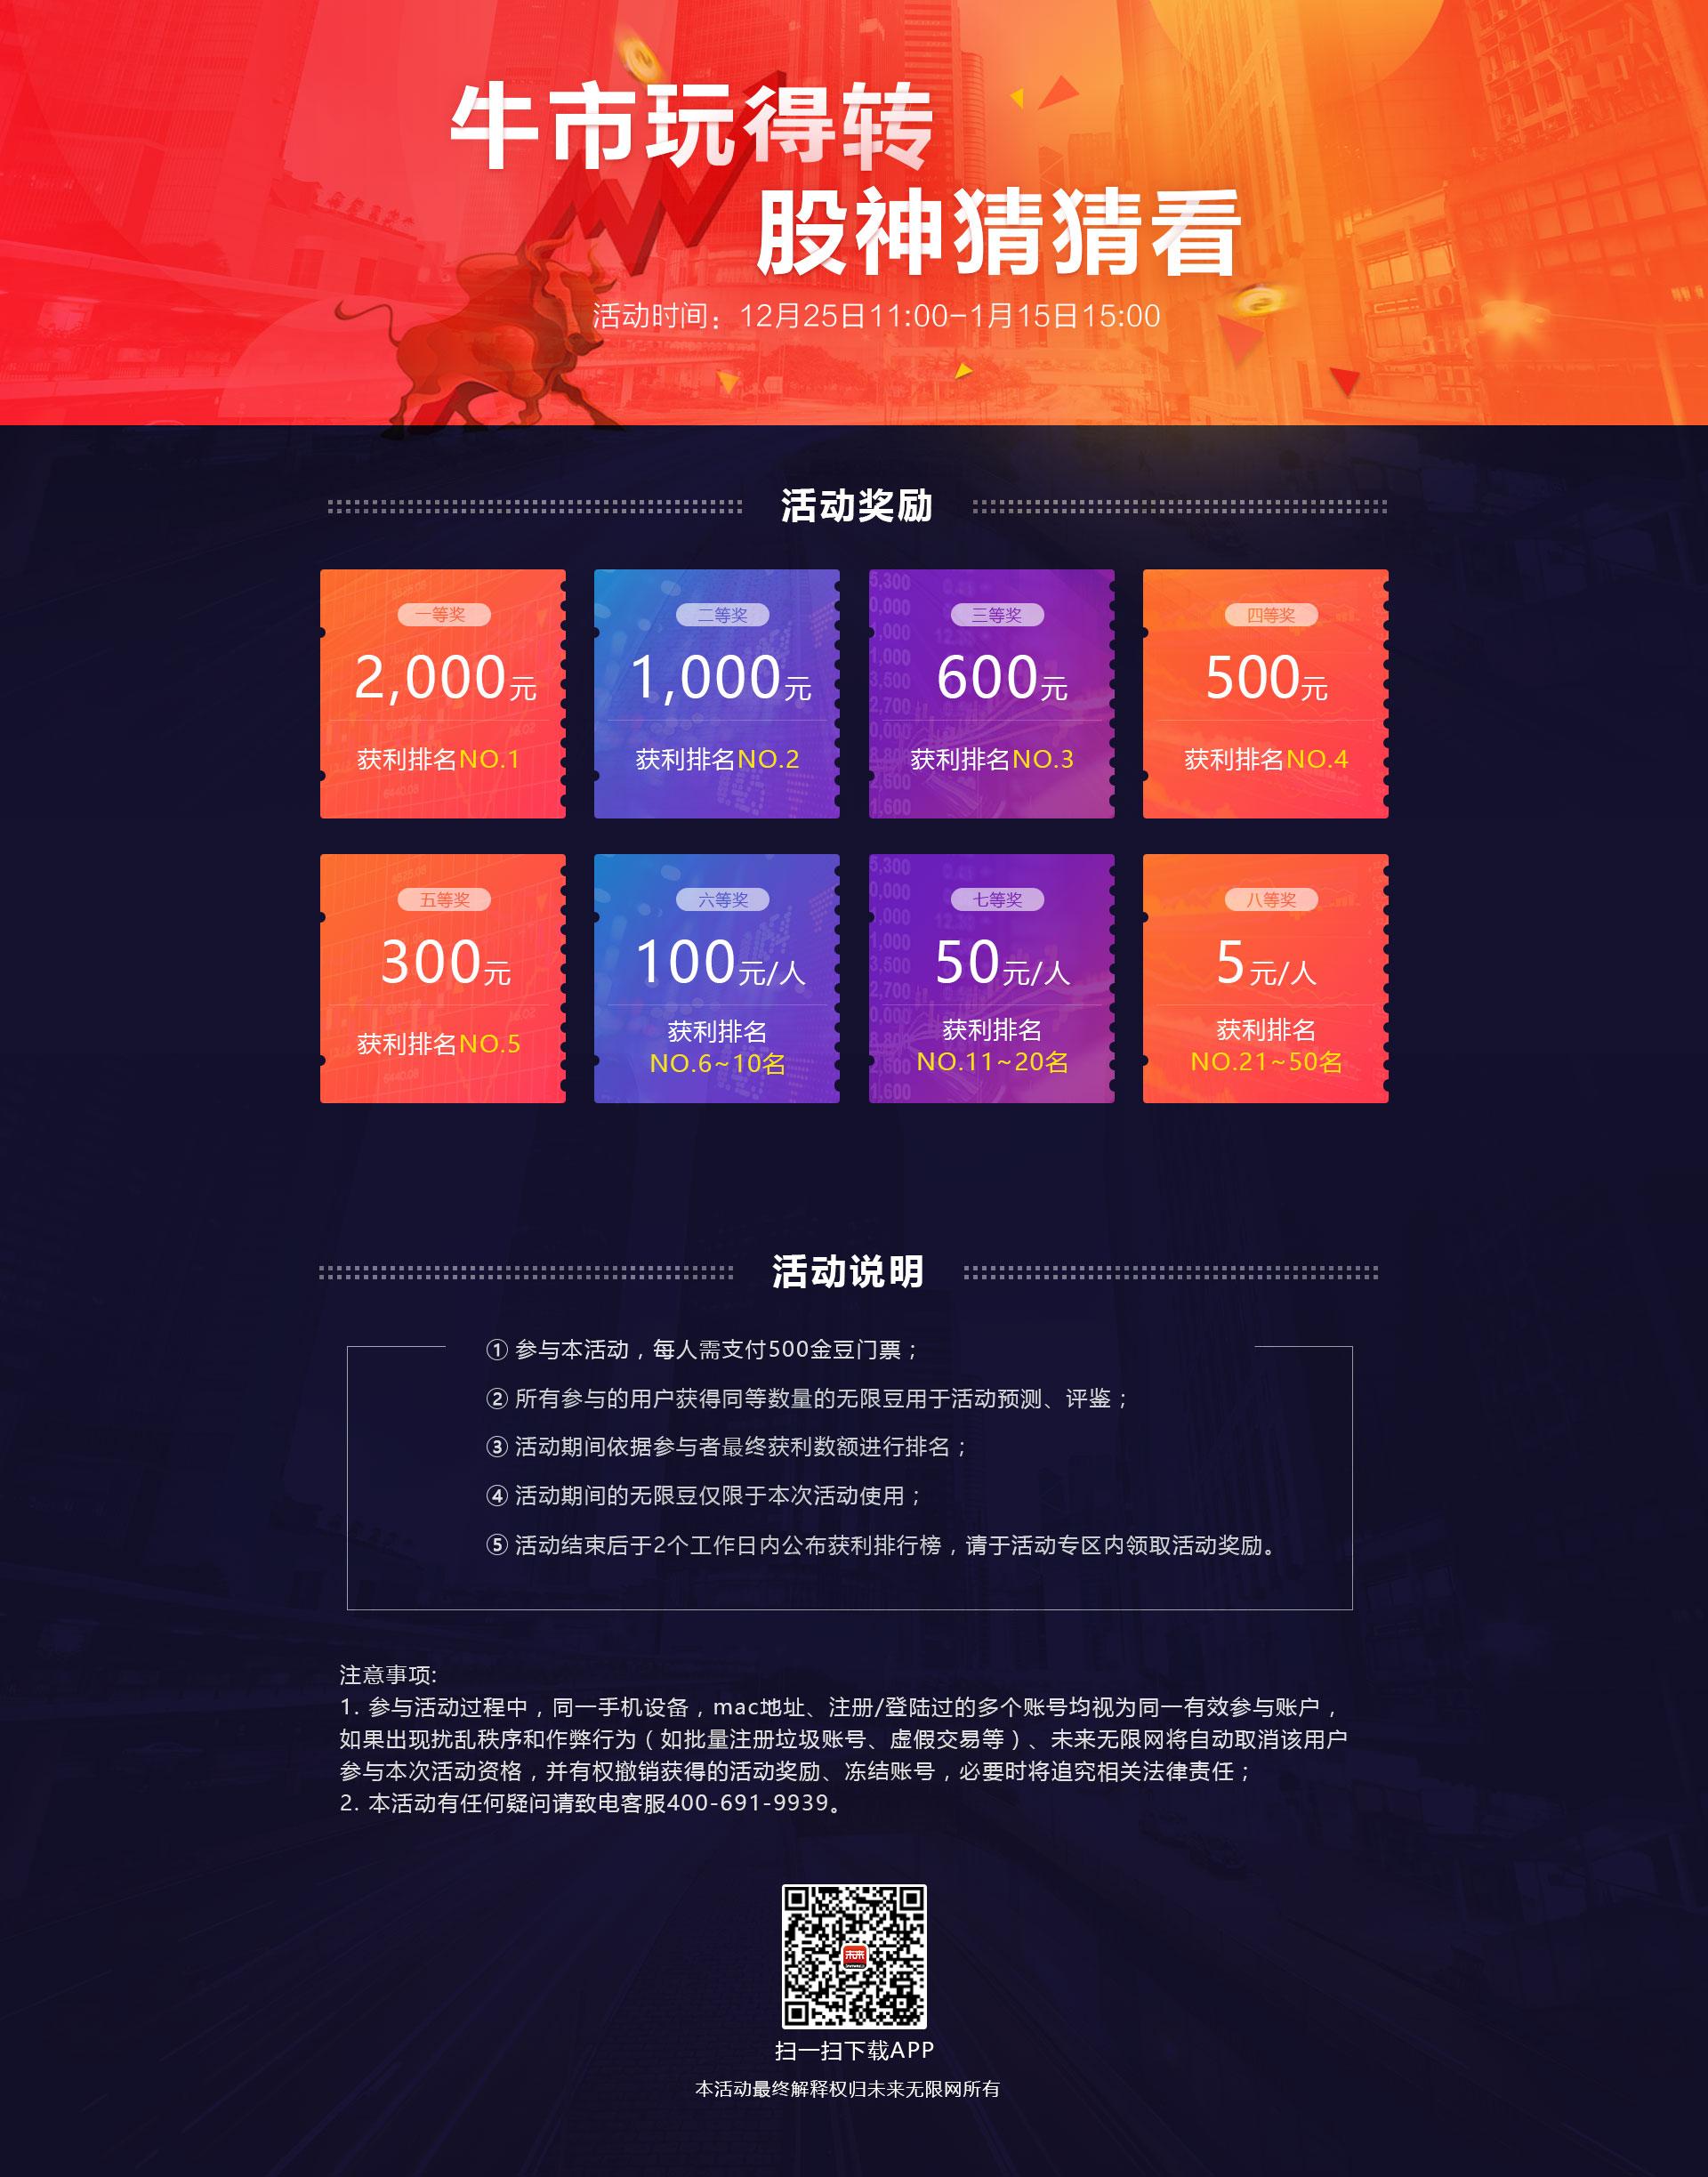 牛市玩得转
股神猜猜看
活动时间：12月25日11:00-1月15日15:00
活动奖励
一等奖
2,000元
获利排名NO.1
二等奖
1,000元
获利排名NO.2
三等奖
600元
获利排名NO.3
四等奖
500元
获利排名NO.4
五等奖
300元
获利排名NO.5
六等奖
100元/人
获利排名
NO.6~10名
七等奖
50元/人
获利排名
NO.11~20名
八等奖
5元/人
获利排名
NO.21~50名
活动说明
① 参与本活动，每人需支付500金豆门票；
② 所有参与的用户获得同等数量的无限豆用于活动预测、评鉴；
③ 活动期间依据参与者最终获利数额进行排名；
④ 活动期间的无限豆仅限于本次活动使用；
⑤ 活动结束后于2个工作日内公布获利排行榜，请于活动专区内领取活动奖励。
注意事项:
1. 参与活动过程中，同一手机设备，mac地址、注册/登陆过的多个账号均视为同一有效参与账户，
如果出现扰乱秩序和作弊行为（如批量注册垃圾账号、虚假交易等）、未来无限网将自动取消该用户
参与本次活动资格，并有权撤销获得的活动奖励、冻结账号，必要时将追究相关法律责任；
2. 本活动有任何疑问请致电客服400-691-9939。
未来
扫一扫下载APP
本活动最终解释权归未来无限网所有